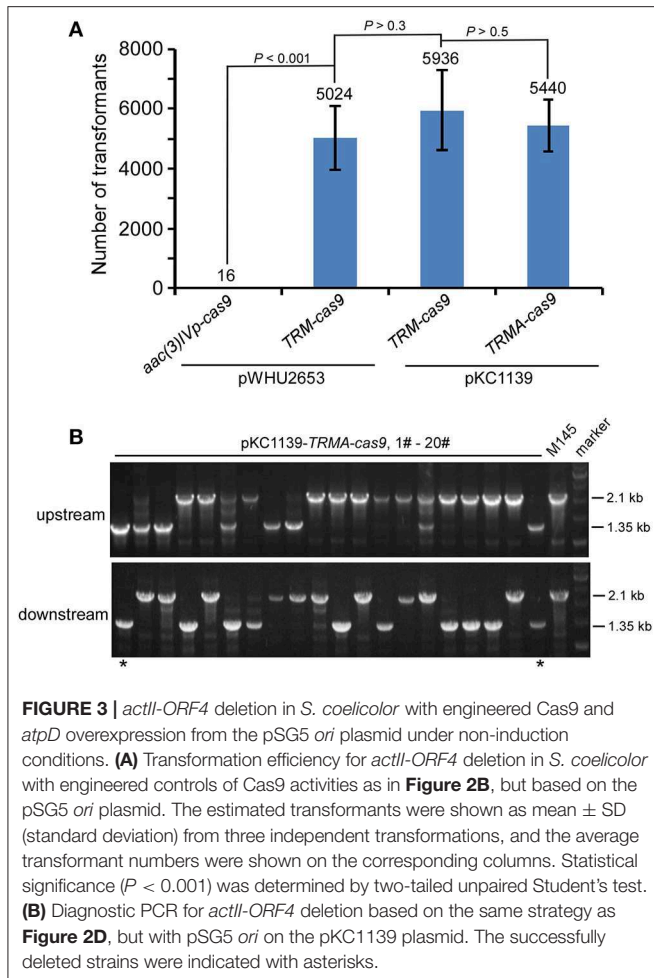 A
P < 0.001
P > 0.3
P > 0.5
Number of transformants
8000
6000
4000
2000
0
16
5024
5936
5440
aac(3)IVp-cas9
TRM-cas9
TRM-cas9
TRMA-cas9
pWHU2653
pKC1139
B
pKC1139-TRMA-cas9, 1# - 20#
M145
marker
upstream
2.1 kb
1.35 kb
downstream
2.1 kb
1.35 kb
* *
FIGURE 3 | actII-ORF4 deletion in S. coelicolor with engineered Cas9 and
atpD overexpression from the pSG5 ori plasmid under non-induction
conditions. (A) Transformation efficiency for actII-ORF4 deletion in S. coelicolor
with engineered controls of Cas9 activities as in Figure 2B, but based on the
pSG5 ori plasmid. The estimated transformants were shown as mean ± SD
(standard deviation) from three independent transformations, and the average
transformant numbers were shown on the corresponding columns. Statistical
significance (P < 0.001) was determined by two-tailed unpaired Student's test.
(B) Diagnostic PCR for actII-ORF4 deletion based on the same strategy as
Figure 2D, but with pSG5 ori on the pKC1139 plasmid. The successfully
deleted strains were indicated with asterisks.